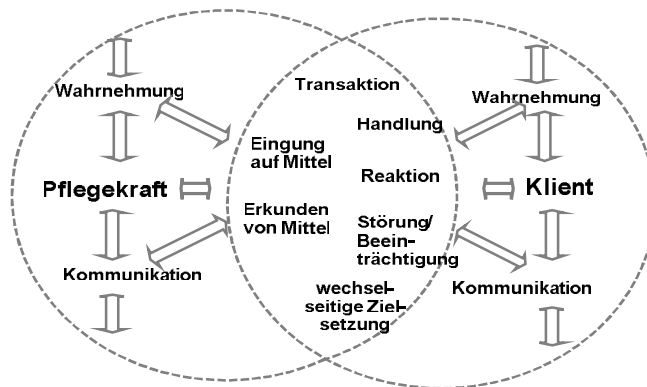 Transaktion
Wahrnehmung
Wahrnehmung
Handlung
Eingung
auf Mittel
Reaktion
Pflegekraft
Klient
Erkunden
von Mittel
Störung/
Beein-
trächtigung
Kommunikation
Kommunikation
wechsel-
seitige Ziel-
setzung